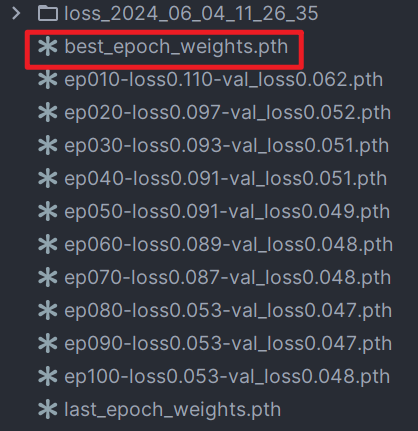 loss_2024_06_04_11_26_35
best_epoch_weights.pth
ep010-loss0.110-val_loss0.062.pth
ep020-loss0.097-val_loss0.052.pth
ep030-loss0.093-val_loss0.051.pth
ep040-loss0.091-val_loss0.051.pth
ep050-loss0.091-val_loss0.049.pth
ep060-loss0.089-val_loss0.048.pth
ep070-loss0.087-val_loss0.048.pth
ep080-loss0.053-val_loss0.047.pth
ep090-loss0.053-val_loss0.047.pth
ep100-loss0.053-val_loss0.048.pth
last_epoch_weights.pth